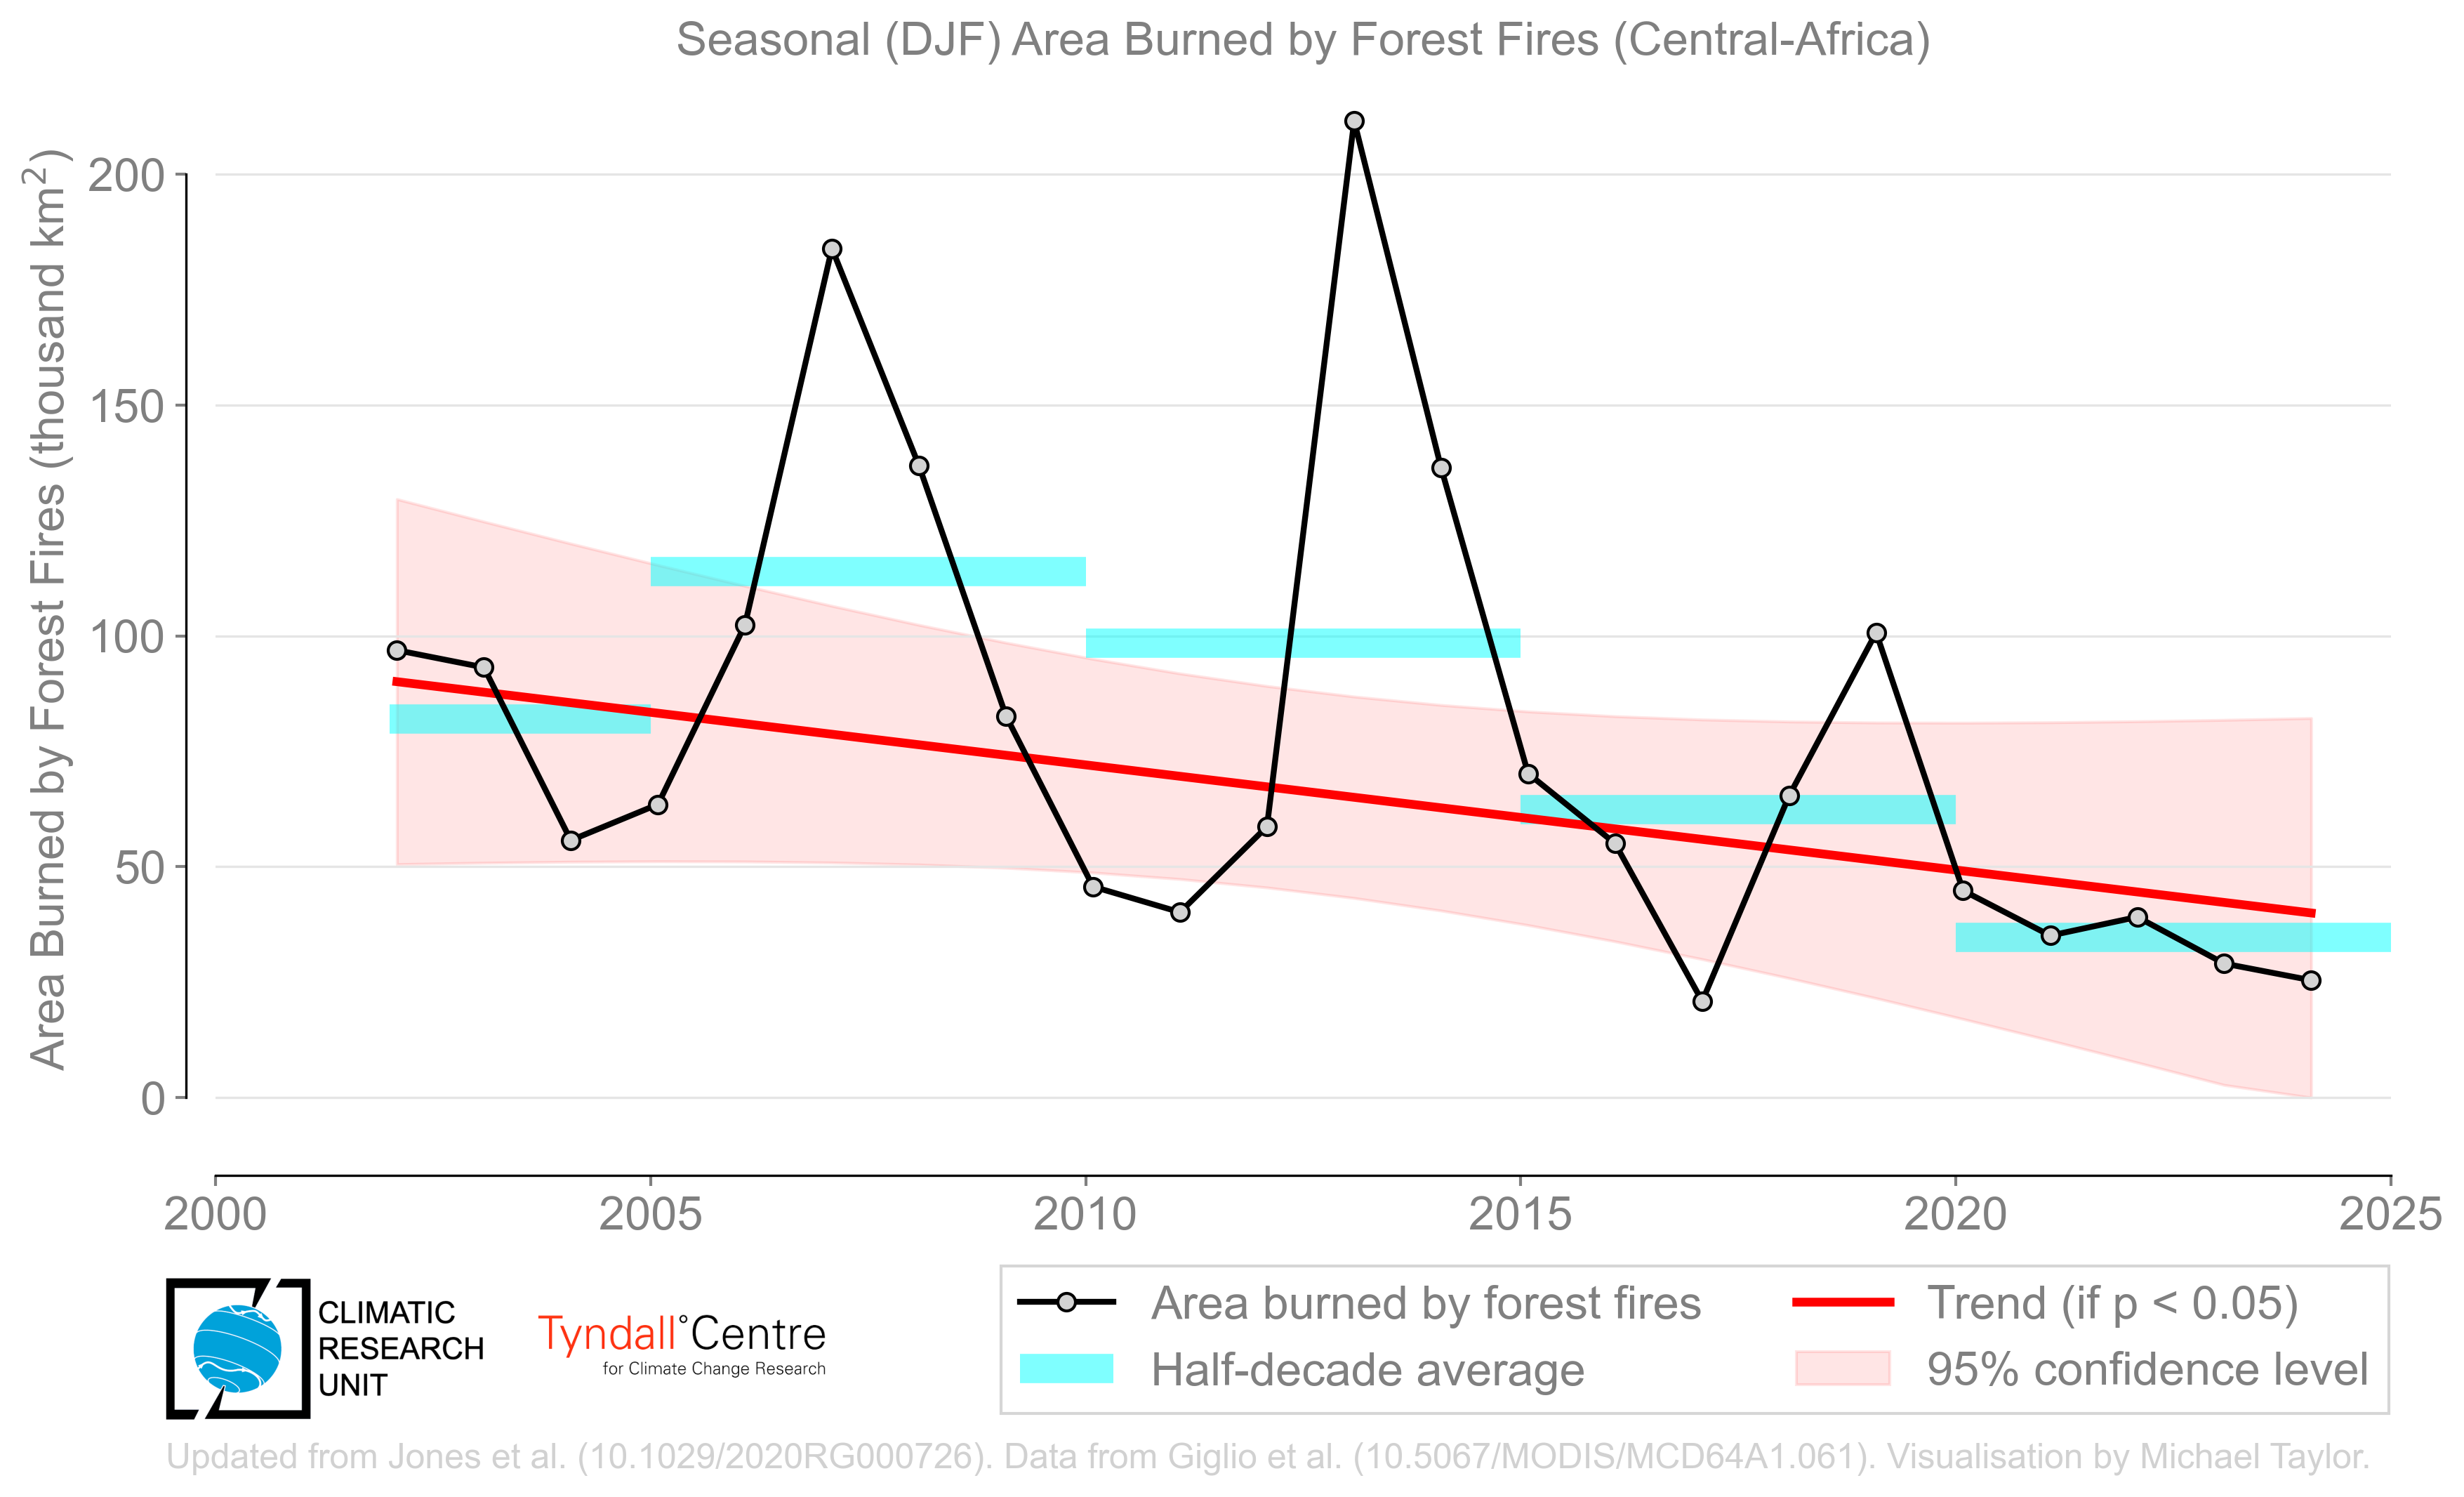 Seasonal (DJF) Area Burned by Forest Fires (Central-Africa)
Area Burned by Forest Fires (thousand km²)
200
150
100
50
0
2000
2005
2010
2015
2020
2025
CLIMATIC
RESEARCH
UNIT
Tyndall°Centre
for Climate Change Research
Area burned by forest fires
Half-decade average
Trend (if p < 0.05)
95% confidence level
Updated from Jones et al. (10.1029/2020RG000726). Data from Giglio et al. (10.5067/MODIS/MCD64A1.061). Visualisation by Michael Taylor.